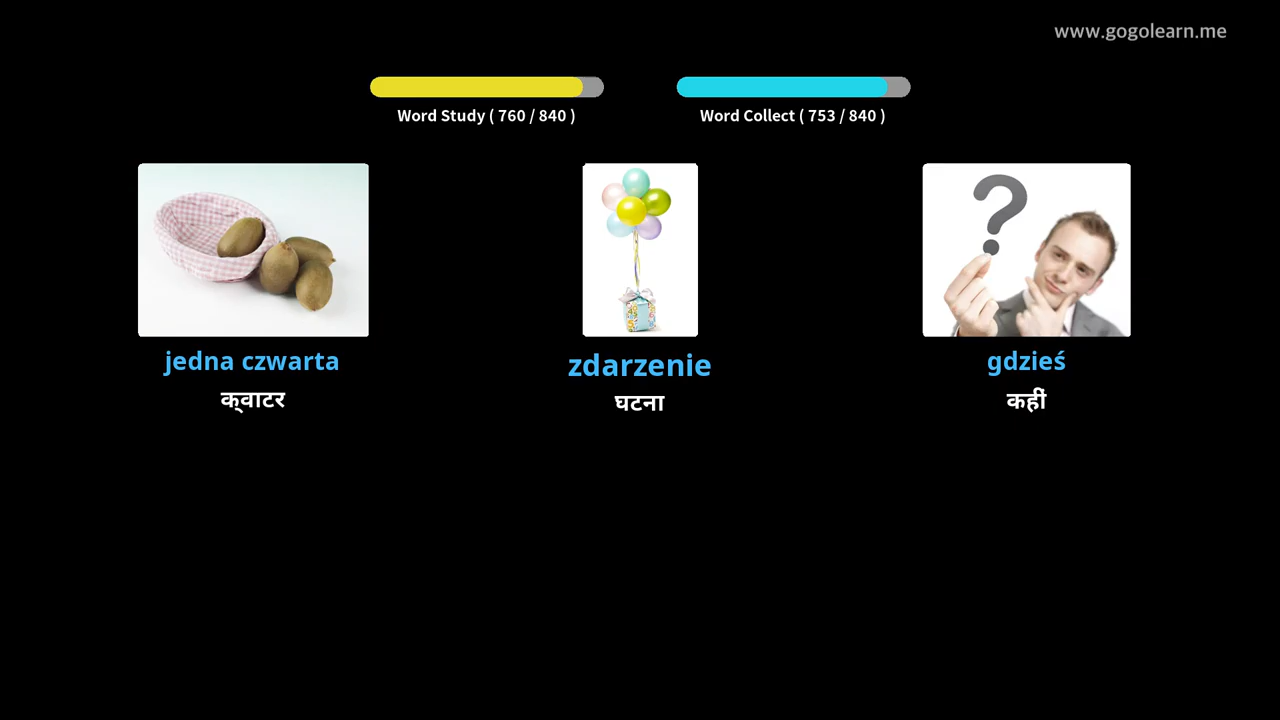 www.gogolearn.me
Word Study ( 760 / 840 )
Word Collect ( 753 / 840 )
jedna czwarta
क्वाटर
zdarzenie
घटना
gdzieś
कहीं